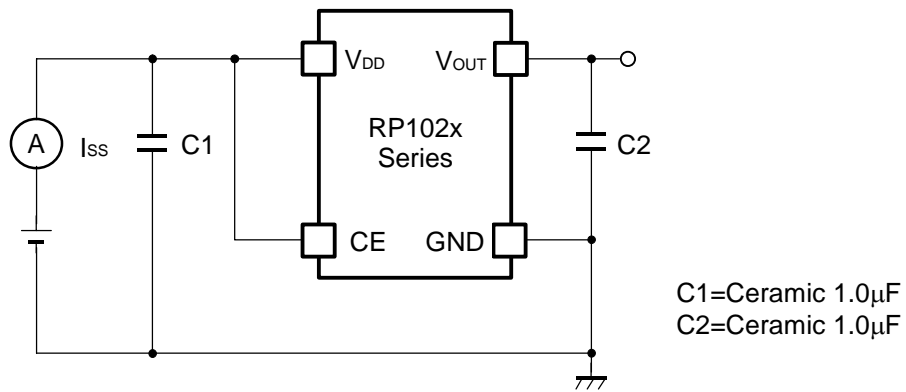 VDD
VOUT
RP102x
Series
A
ISS
C1
C2
CE
GND
C1=Ceramic 1.0μF
C2=Ceramic 1.0μF